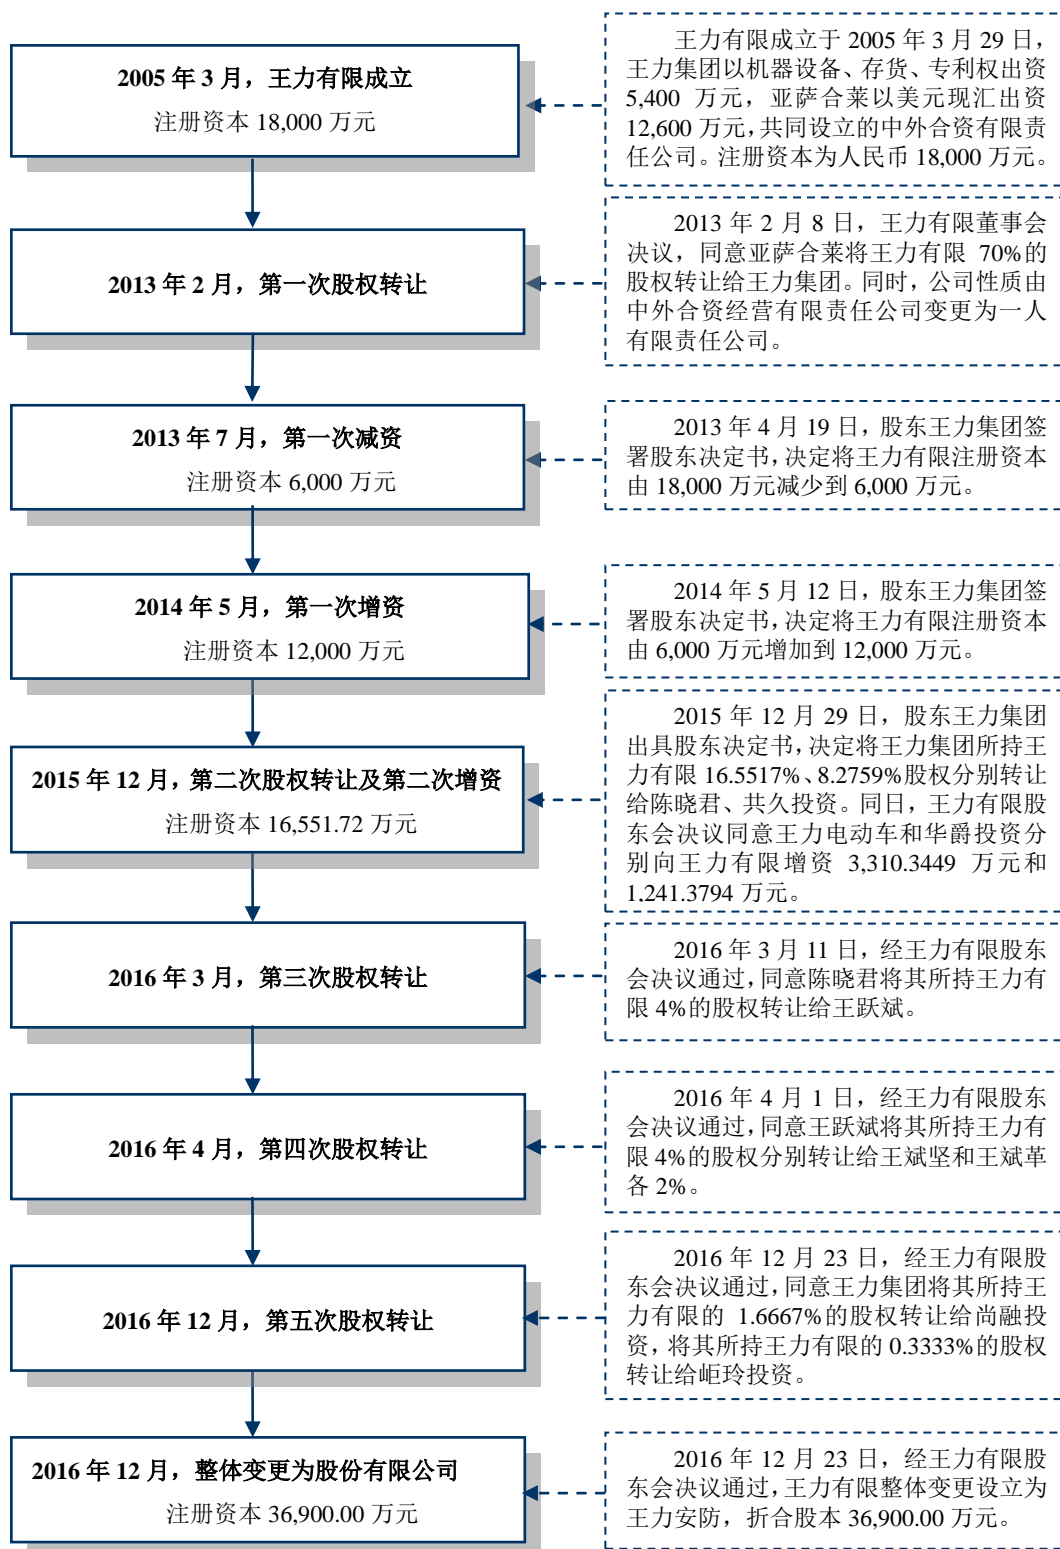 2005 年 3 月，王力有限成立
注册资本 18,000 万元
王力有限成立于 2005 年 3 月 29 日，
王力集团以机器设备、存货、专利权出资
5,400 万元，亚萨合莱以美元现汇出资
12,600 万元，共同设立的中外合资有限责
任公司。注册资本为人民币 18,000 万元。
2013 年 2 月，第一次股权转让
2013 年 2 月 8 日，王力有限董事会
决议，同意亚萨合莱将王力有限 70%的
股权转让给王力集团。同时，公司性质由
中外合资经营有限责任公司变更为一人
有限责任公司。
2013 年 7 月，第一次减资
注册资本 6,000 万元
2013 年 4 月 19 日，股东王力集团签
署股东决定书，决定将王力有限注册资本
由 18,000 万元减少到 6,000 万元。
2014 年 5 月，第一次增资
注册资本 12,000 万元
2014 年 5 月 12 日，股东王力集团签
署股东决定书，决定将王力有限注册资本
由 6,000 万元增加到 12,000 万元。
2015 年 12 月，第二次股权转让及第二次增资
注册资本 16,551.72 万元
2015 年 12 月 29 日，股东王力集团
出具股东决定书，决定将王力集团所持王
力有限 16.5517%、8.2759%股权分别转让
给陈晓君、共久投资。同日，王力有限股
东会决议同意王力电动车和华爵投资分
别向王力有限增资 3,310.3449 万元和
1,241.3794 万元。
2016 年 3 月，第三次股权转让
2016 年 3 月 11 日，经王力有限股东
会决议通过，同意陈晓君将其所持王力有
限 4%的股权转让给王跃斌。
2016 年 4 月，第四次股权转让
2016 年 4 月 1 日，经王力有限股东
会决议通过，同意王跃斌将其所持王力有
限 4%的股权分别转让给王斌坚和王斌革
各 2%。
2016 年 12 月，第五次股权转让
2016 年 12 月 23 日，经王力有限股
东会决议通过，同意王力集团将其所持王
力有限的 1.6667%的股权转让给尚融投
资，将其所持王力有限的 0.3333%的股权
转让给岠玲投资。
2016 年 12 月，整体变更为股份有限公司
注册资本 36,900.00 万元
2016 年 12 月 23 日，经王力有限股
东会决议通过，王力有限整体变更设立为
王力安防，折合股本 36,900.00 万元。